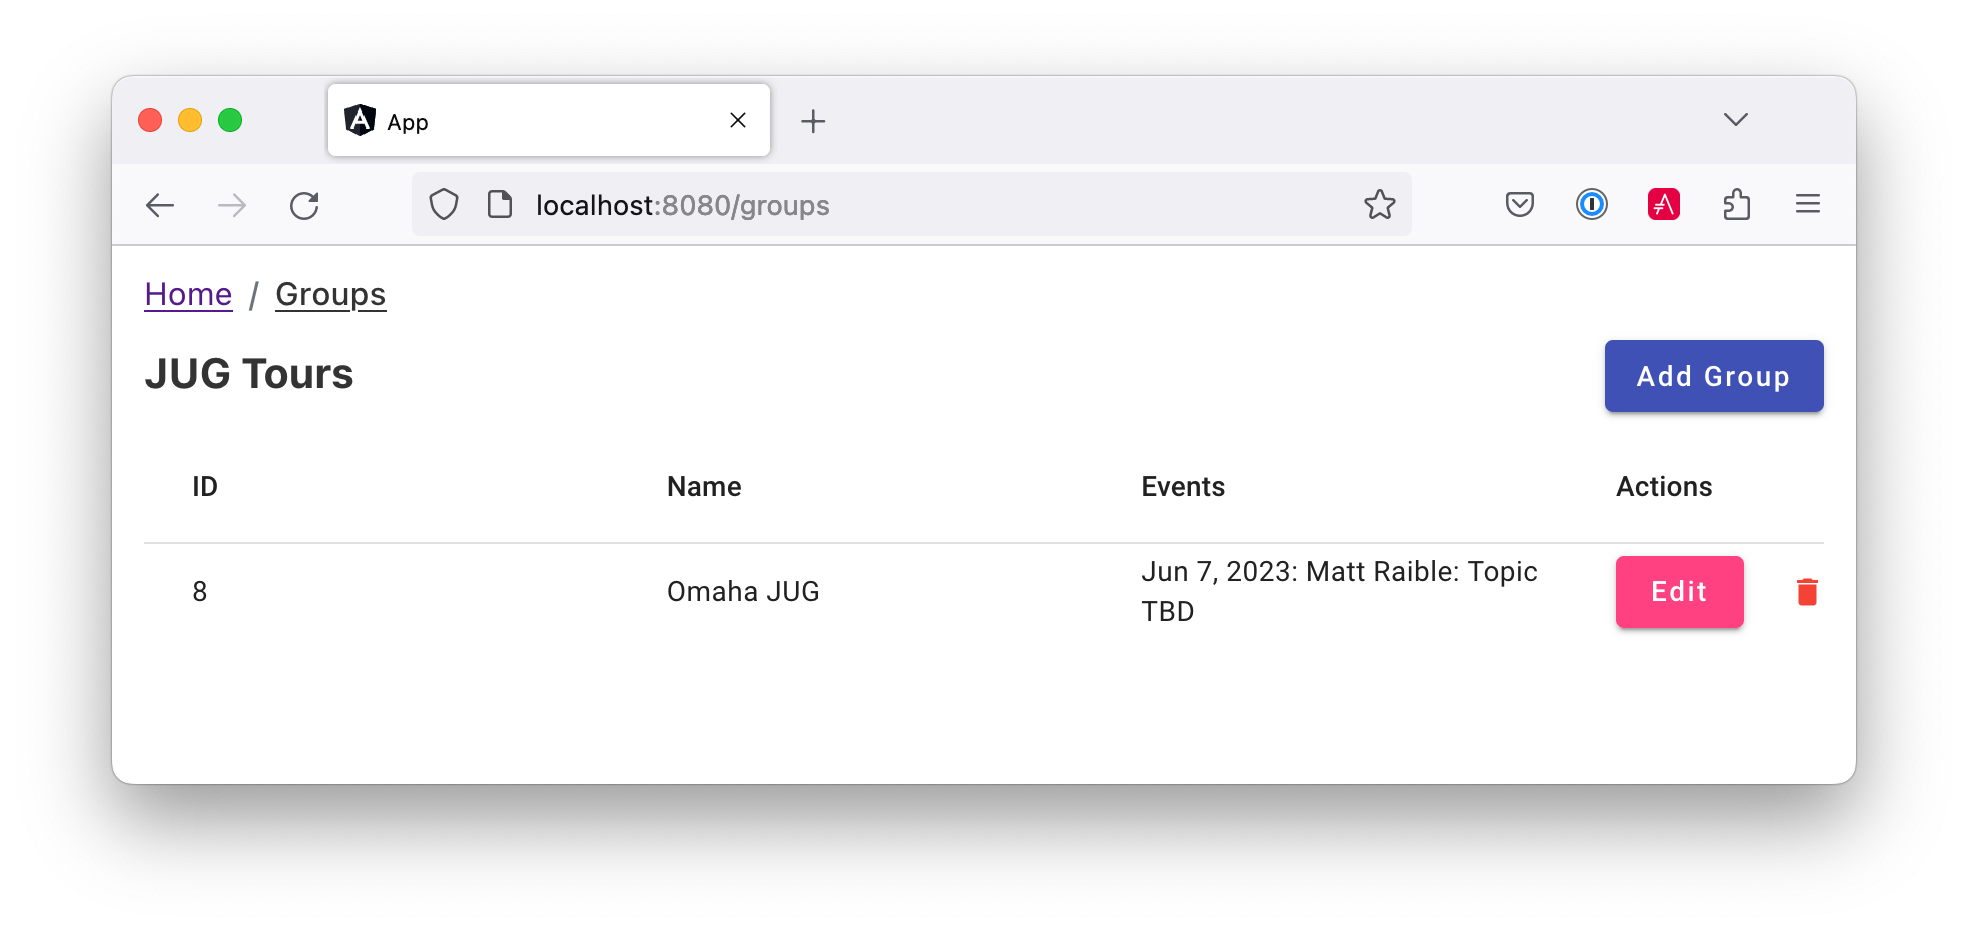 App
localhost:8080/groups
Home / Groups
JUG Tours
Add Group
ID Name Events Actions
8 Omaha JUG Jun 7, 2023: Matt Raible: Topic TBD Edit